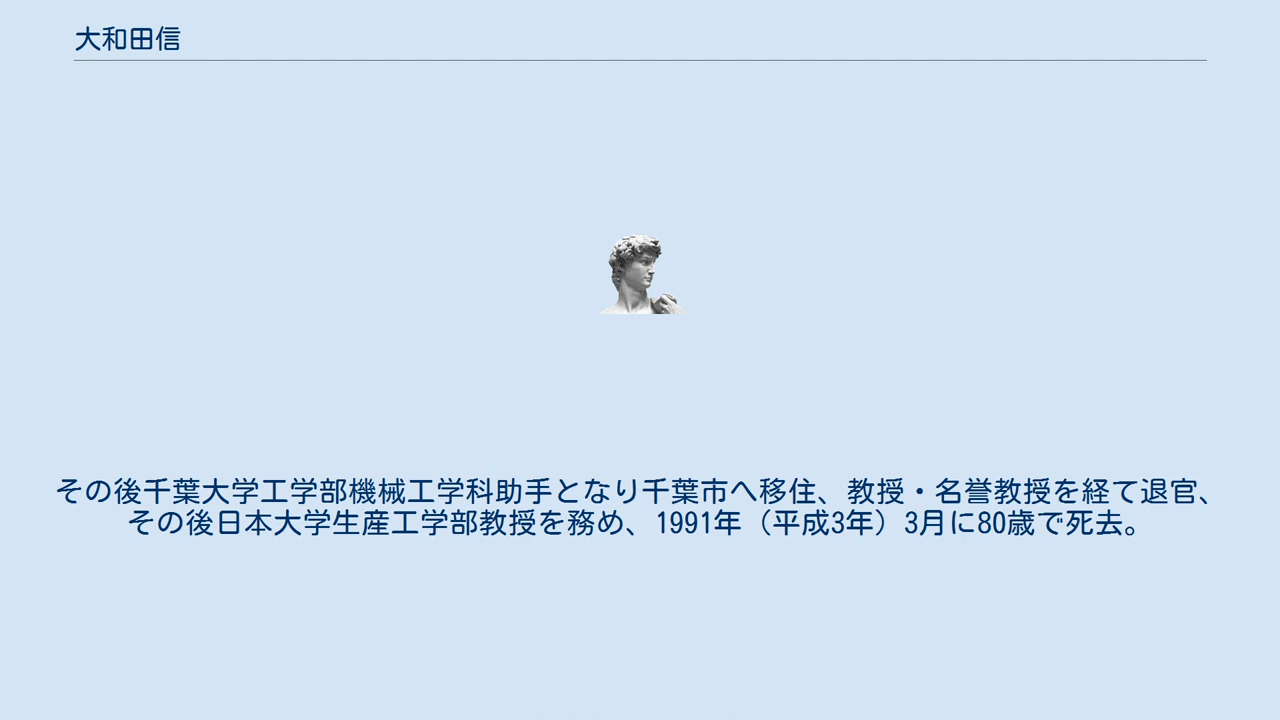 大和田信
その後千葉大学工学部機械工学科助手となり千葉市へ移住、教授・名誉教授を経て退官、
その後日本大学生産工学部教授を務め、1991年（平成3年）3月に80歳で死去。